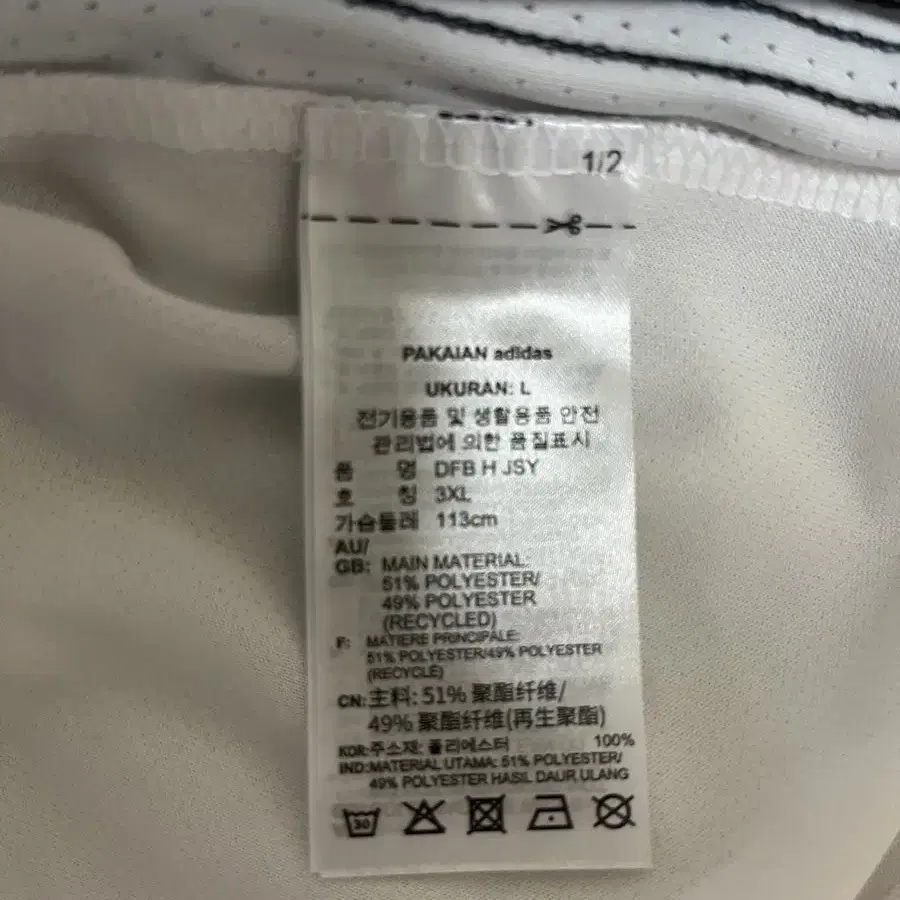 1/2
PAKAIAN adidas
UKURAN: L
전기용품 및 생활용품 안전
관리법에 의한 품질표시
품 명 DFB H JSY
호 칭 3XL
가슴둘레 113cm
AU/
GB: MAIN MATERIAL:
51% POLYESTER/
49% POLYESTER
(RECYCLED)
F: MATIERE PRINCIPALE:
51% POLYESTER/49% POLYESTER
(RECYCLÉ)
CN:主料: 51% 聚酯纤维/
49% 聚酯纤维(再生聚酯)
KOR:주소재: 폴리에스터 100%
IND:MATERIAL UTAMA: 51% POLYESTER/
49% POLYESTER HASIL DAUR ULANG
30